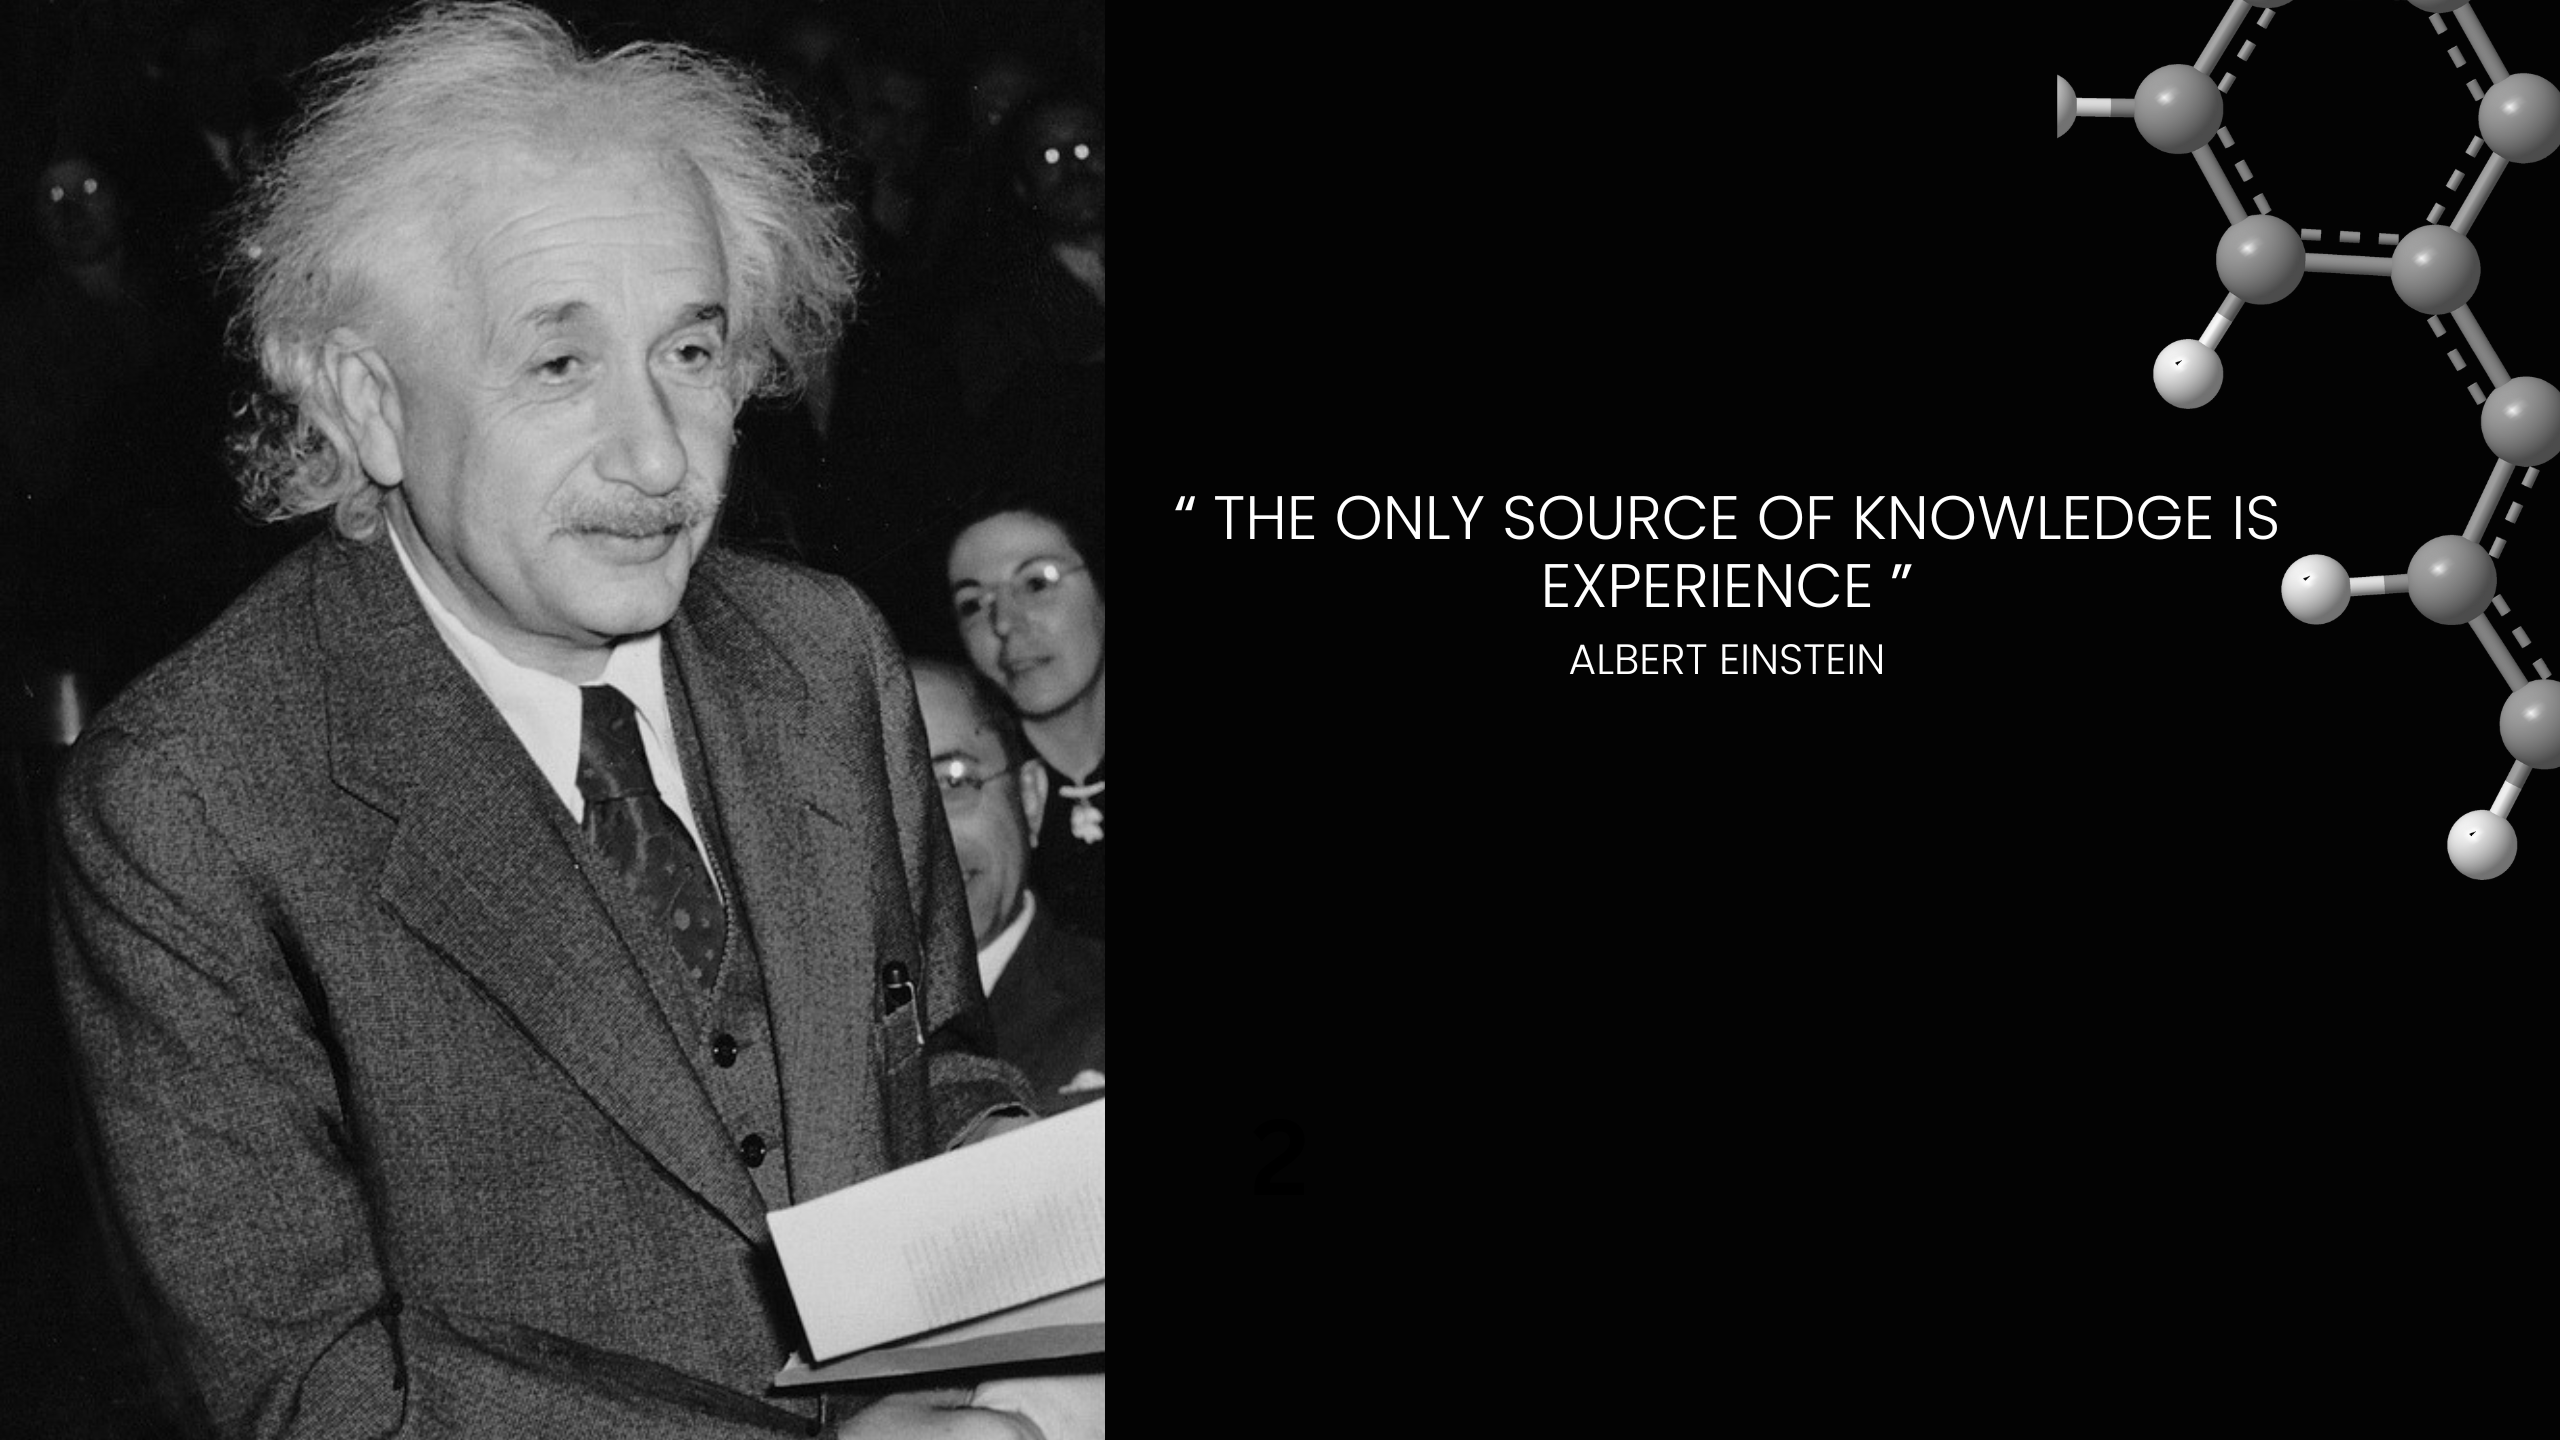 “ THE ONLY SOURCE OF KNOWLEDGE IS
EXPERIENCE ”
ALBERT EINSTEIN
2